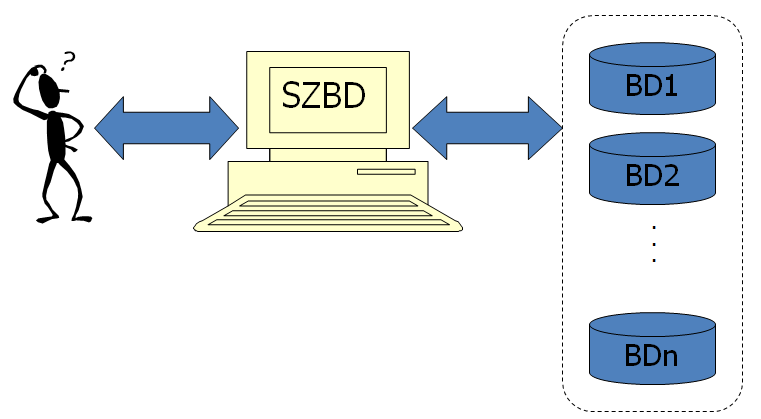 ?
SZBD
BD1
BD2
.
.
.
BDn